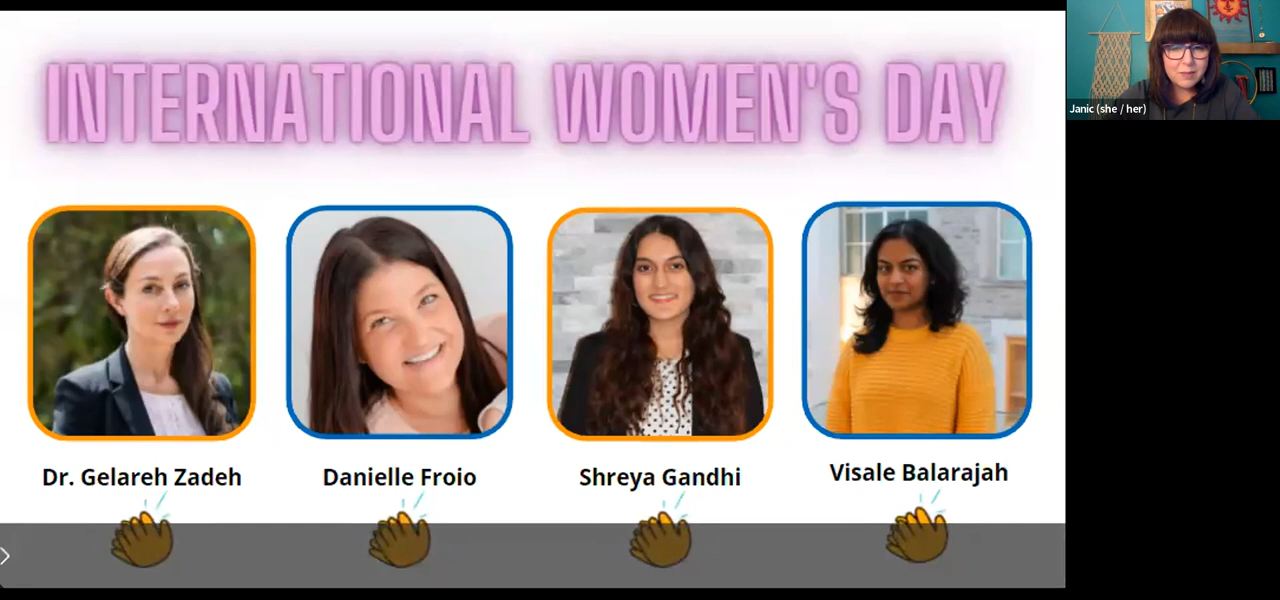 INTERNATIONAL WOMEN'S DAY
Janic (she / her)
Dr. Gelareh Zadeh
Danielle Froio
Shreya Gandhi
Visale Balarajah